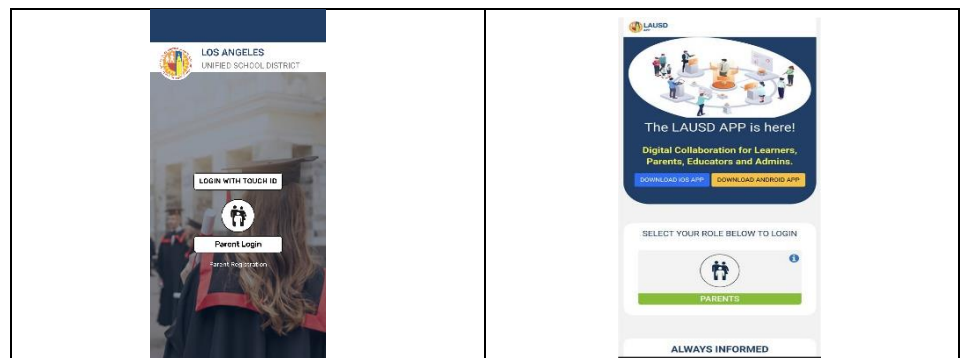 LOS ANGELES
UNIFIED SCHOOL DISTRICT
LOGIN WITH TOUCH ID
Parent Login
Parent Registration
LAUSD
APP
The LAUSD APP is here!
Digital Collaboration for Learners,
Parents, Educators and Admins.
DOWNLOAD IOS APP DOWNLOAD ANDROID APP
SELECT YOUR ROLE BELOW TO LOGIN
PARENTS
ALWAYS INFORMED